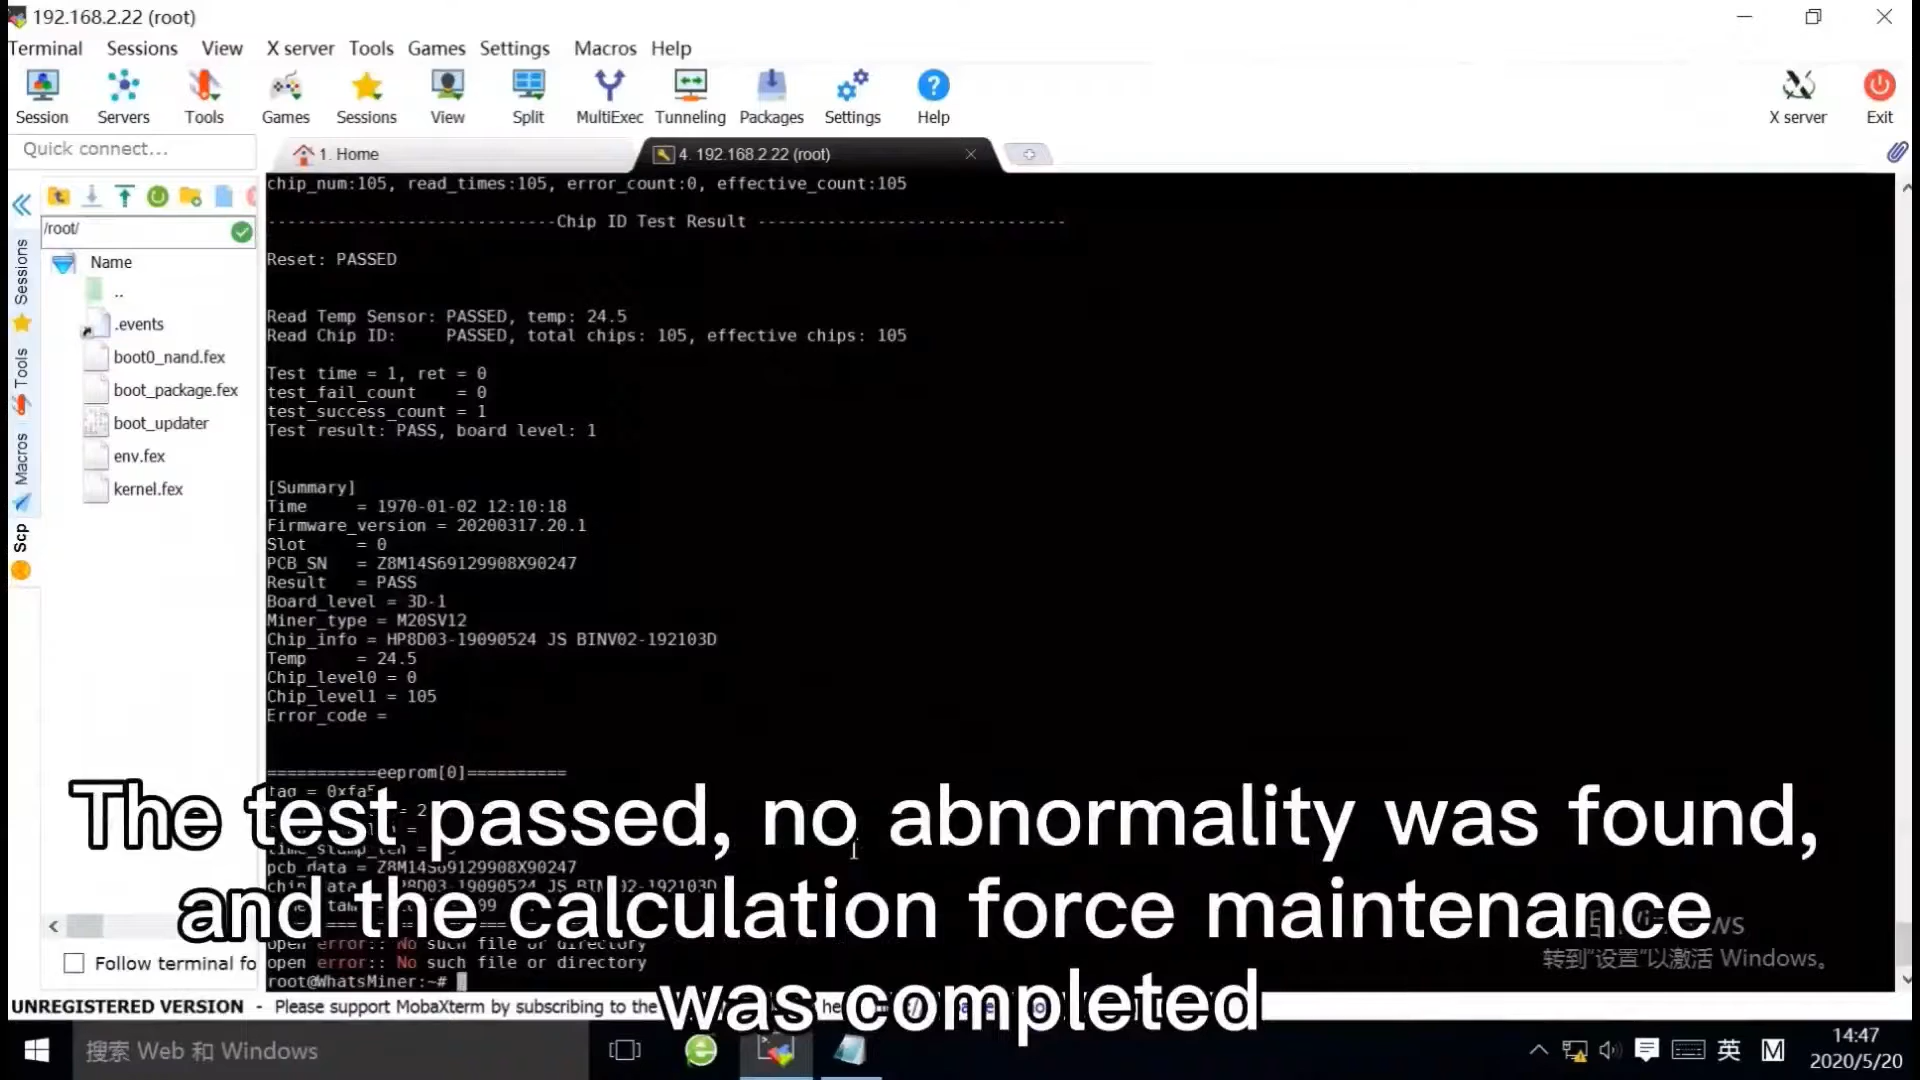 192.168.2.22 (root)
Terminal Sessions View X server Tools Games Settings Macros Help
Session Servers Tools Games Sessions View Split MultiExec Tunneling Packages Settings Help X server Exit
Quick connect...
1. Home
4. 192.168.2.22 (root)
/root/
Name
..
.events
boot0_nand.fex
boot_package.fex
boot_updater
env.fex
kernel.fex
Sessions
Tools
Macros
Scp
Follow terminal fo
chip_num:105, read_times:105, error_count:0, effective_count:105
-----------------------------Chip ID Test Result -------------------------------
Reset: PASSED
Read Temp Sensor: PASSED, temp: 24.5
Read Chip ID: PASSED, total chips: 105, effective chips: 105
Test time = 1, ret = 0
test_fail_count = 0
test_success_count = 1
Test result: PASS, board level: 1
[Summary]
Time = 1970-01-02 12:10:18
Firmware_version = 20200317.20.1
Slot = 0
PCB_SN = Z8M14S69129908X90247
Result = PASS
Board_level = 3D-1
Miner_type = M20SV12
Chip_info = HP8D03-19090524 JS BINV02-192103D
Temp = 24.5
Chip_level0 = 0
Chip_level1 = 105
Error_code =
===========eeprom[0]==========
pcb_data = Z8M14S69129908X90247
open error:: No such file or directory
open error:: No such file or directory
root@WhatsMiner:~#
The test passed, no abnormality was found,
and the calculation force maintenance
was completed
转到"设置"以激活 Windows。
UNREGISTERED VERSION - Please support MobaXterm by subscribing to the
搜索 Web 和 Windows
英
M
14:47
2020/5/20